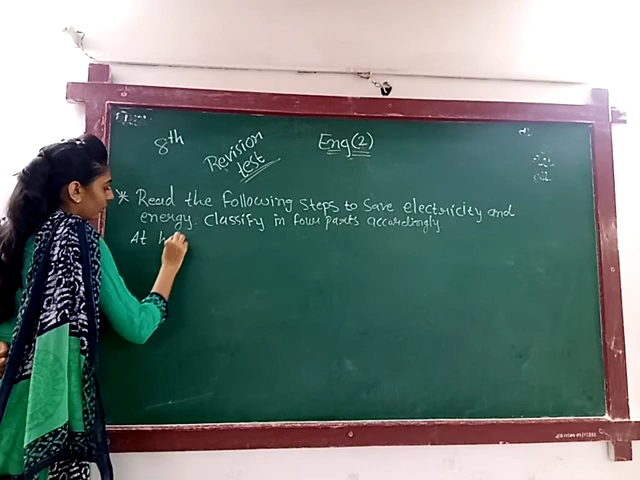 8th
Revision
test
Eng(2)
* Read the following steps to save electricity and
energy. classify in four parts accordingly
At h